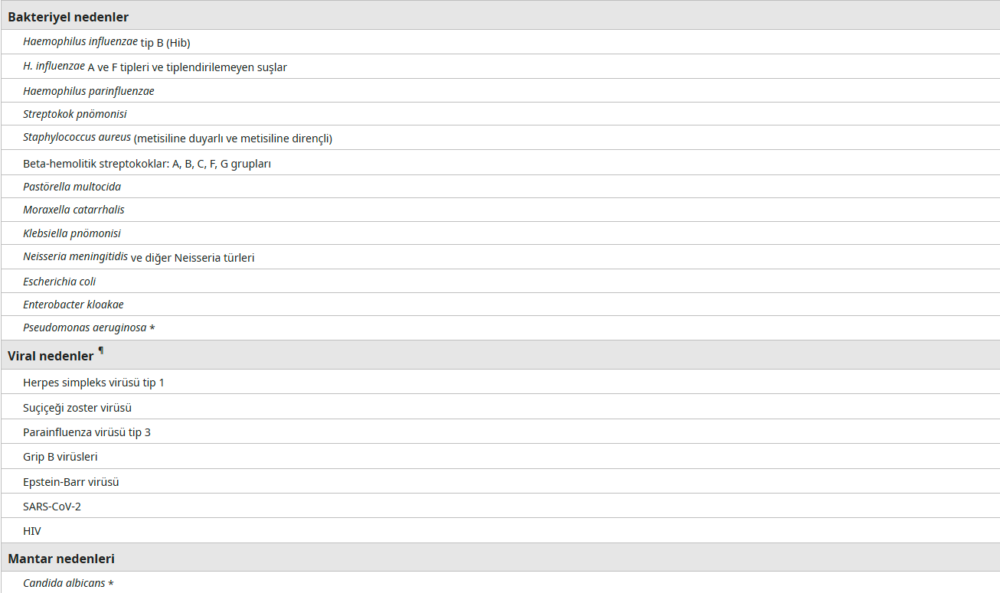 Bakteriyel nedenler
Haemophilus influenzae tip B (Hib)
H. influenzae A ve F tipleri ve tiplendirilemeyen suşlar
Haemophilus parinfluenzae
Streptokok pnömonisi
Staphylococcus aureus (metisiline duyarlı ve metisiline dirençli)
Beta-hemolitik streptokoklar: A, B, C, F, G grupları
Pastörella multocida
Moraxella catarrhalis
Klebsiella pnömonisi
Neisseria meningitidis ve diğer Neisseria türleri
Escherichia coli
Enterobacter kloakae
Pseudomonas aeruginosa *
Viral nedenler ¶
Herpes simpleks virüsü tip 1
Suçiçeği zoster virüsü
Parainfluenza virüsü tip 3
Grip B virüsleri
Epstein-Barr virüsü
SARS-CoV-2
HIV
Mantar nedenleri
Candida albicans *